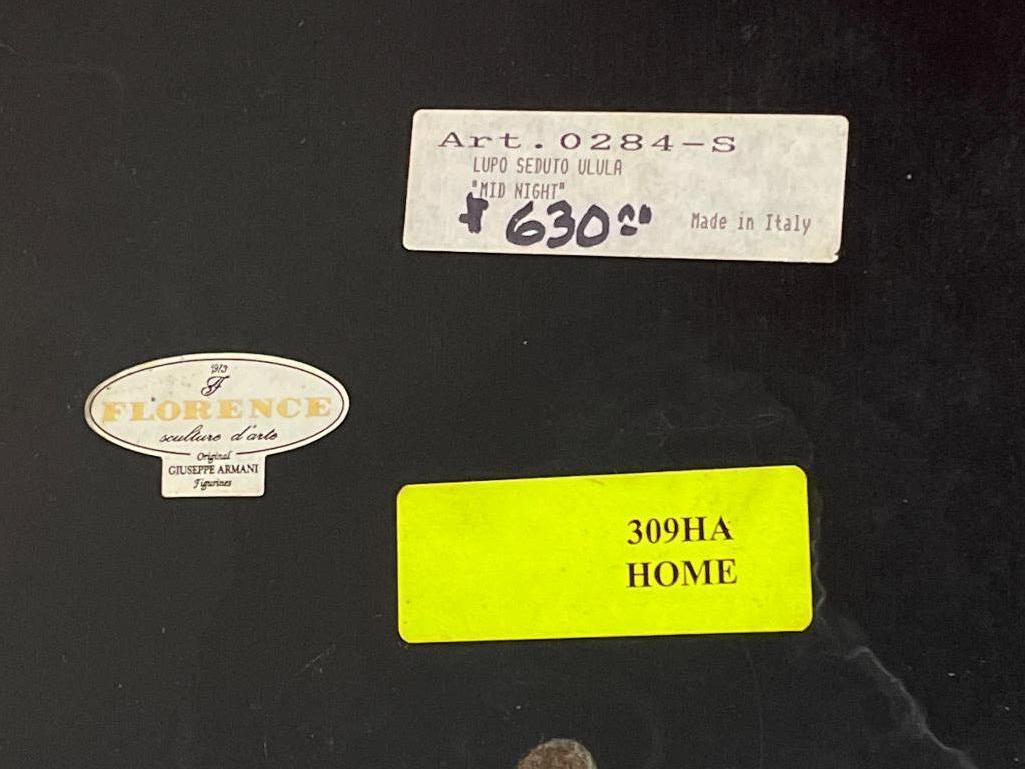 Art.0284-S
LUPO SEDUTO ULULA
"MID NIGHT"
$ 630.00
Made in Italy
1973
F
FLORENCE
sculture d'arte
Original
GIUSEPPE ARMANI
Figurines
309HA
HOME